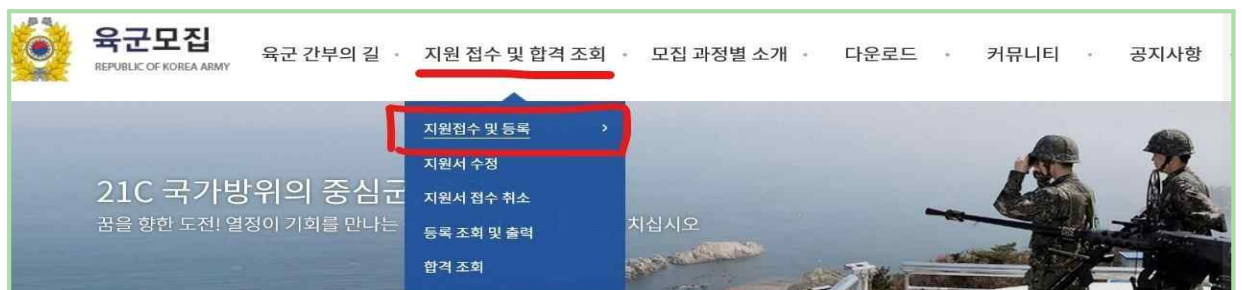 육군모집
REPUBLIC OF KOREA ARMY
육군 간부의 길 · 지원 접수 및 합격 조회 · 모집 과정별 소개 · 다운로드 · 커뮤니티 · 공지사항
지원접수 및 등록 >
지원서 수정
지원서 접수 취소
등록 조회 및 출력
합격 조회
21C 국가방위의 중심군
꿈을 향한 도전! 열정이 기회를 만나는 치십시오